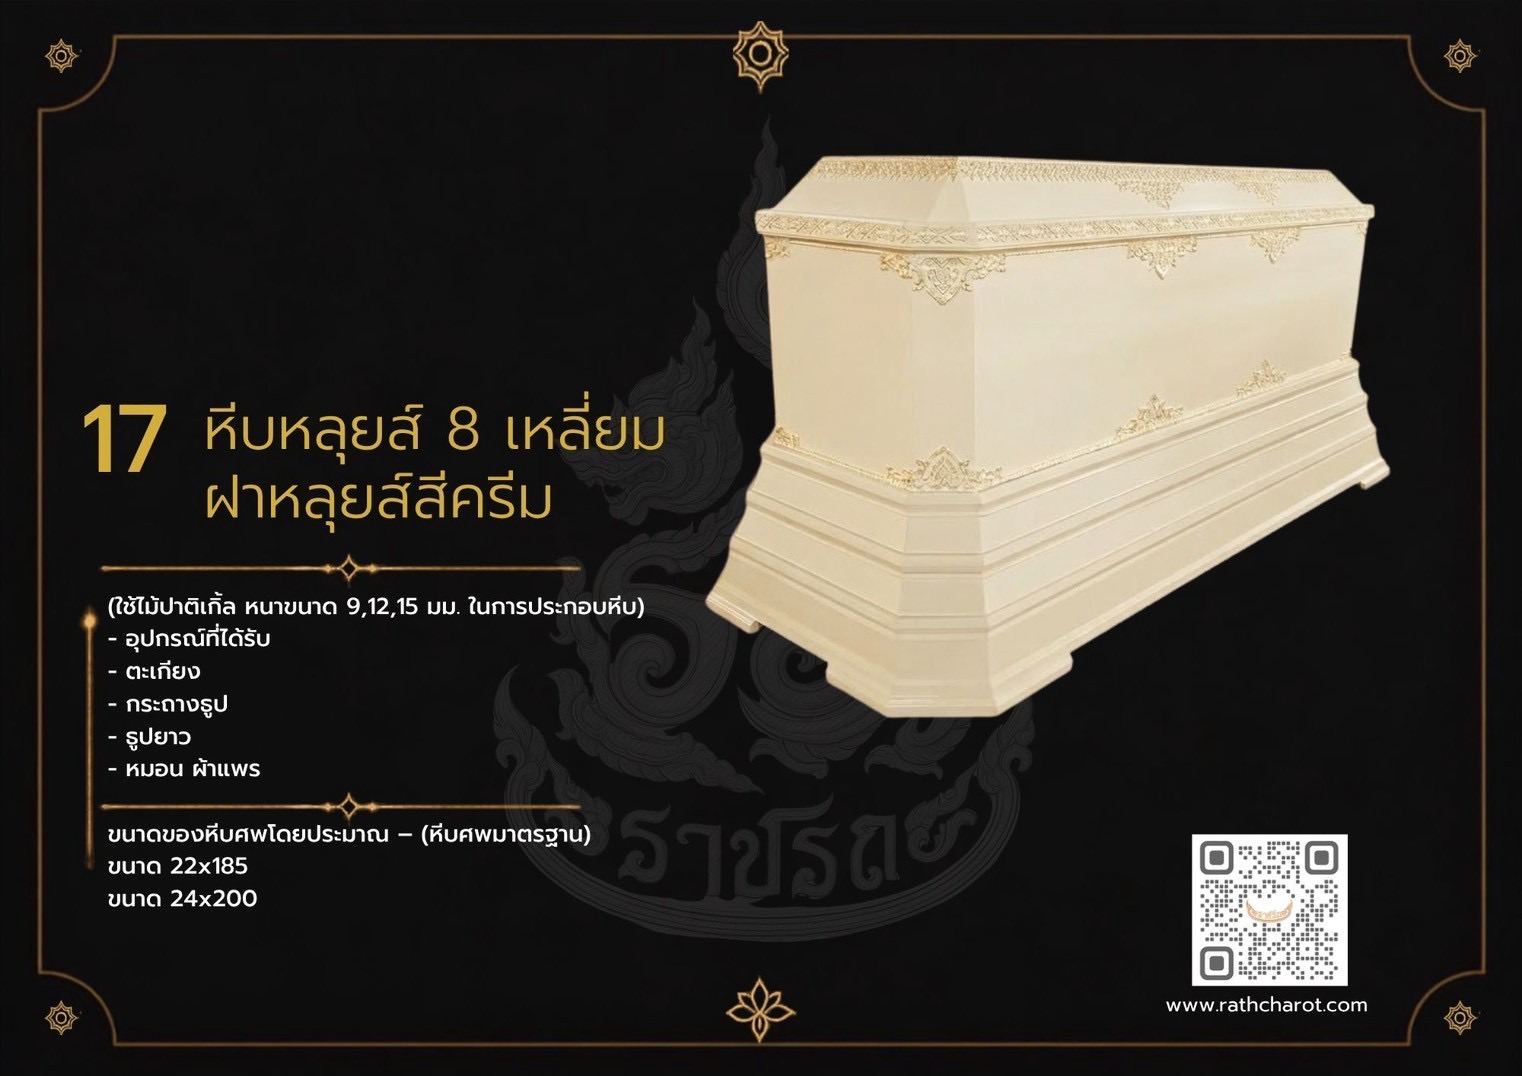 17 หีบหลุยส์ 8 เหลี่ยม
ฝาหลุยส์สีครีม
(ใช้ไม้ปาติเกิ้ล หนาขนาด 9,12,15 มม. ในการประกอบหีบ)
- อุปกรณ์ที่ได้รับ
- ตะเกียง
- กระถางธูป
- ธูปยาว
- หมอน ผ้าแพร
ขนาดของหีบศพโดยประมาณ – (หีบศพมาตรฐาน)
ขนาด 22x185
ขนาด 24x200
ราชรถ
www.rathcharot.com